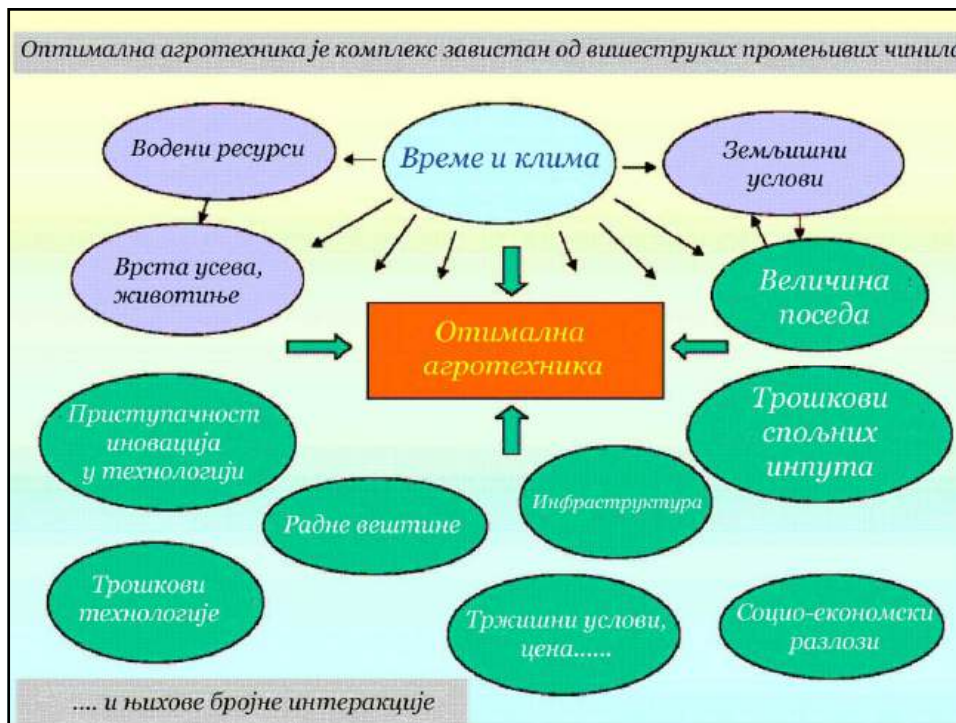 Оптимална агротехника је комплекс завистан од вишеструких промењивих чинила
Водени ресурси
Време и клима
Земљишни
услови
Врста усева,
животиње
Величина
поседа
Отимална
агротехника
Приступачност
иновација
у технологији
Трошкови
спољних
инпута
Радне вештине
Инфраструктура
Трошкови
технологије
Тржишни услови,
цена......
Социо-економски
разлози
.... и њихове бројне интеракције